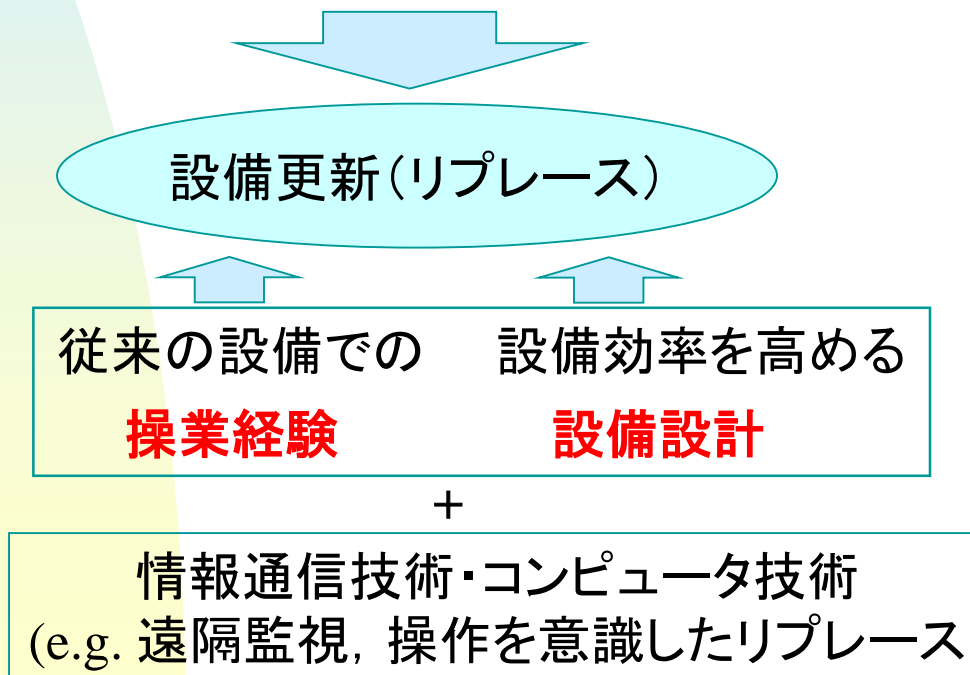 設備更新(リプレース)
従来の設備での 設備効率を高める
操業経験 設備設計
+
情報通信技術・コンピュータ技術
(e.g. 遠隔監視, 操作を意識したリプレース